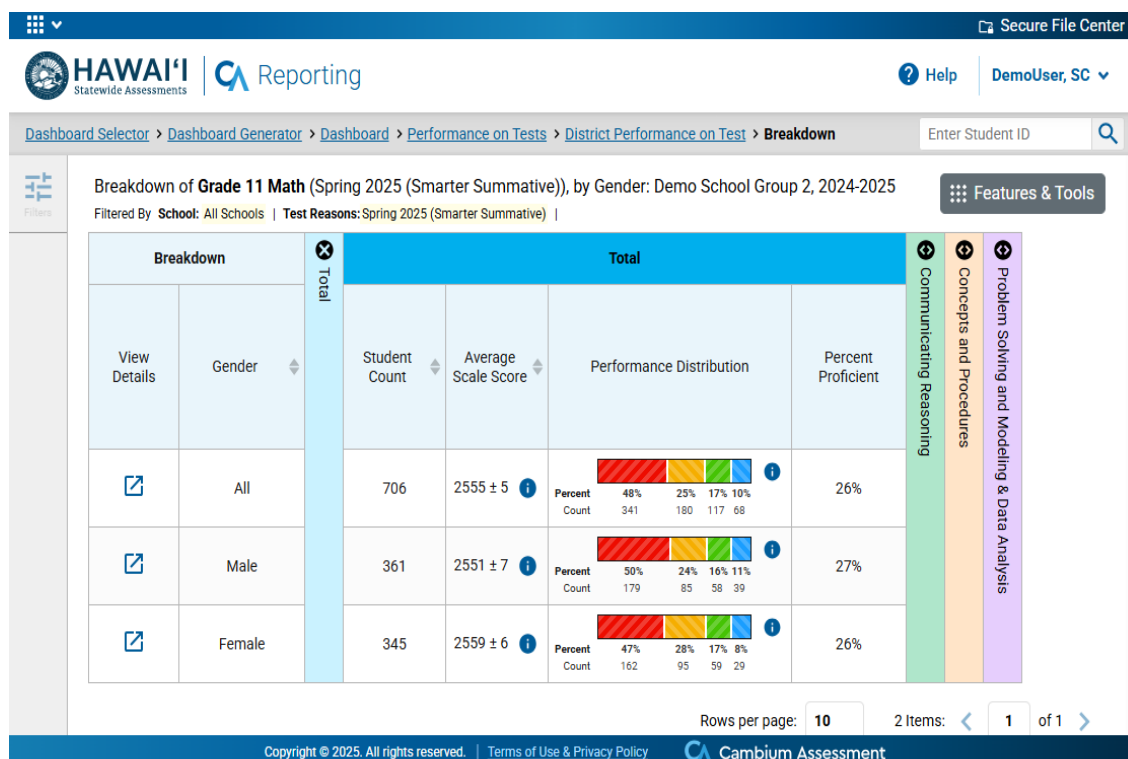 Secure File Center
HAWAIʻI
Statewide Assessments
CA Reporting
Help
DemoUser, SC
Dashboard Selector > Dashboard Generator > Dashboard > Performance on Tests > District Performance on Test > Breakdown
Enter Student ID
Filters
Breakdown of Grade 11 Math (Spring 2025 (Smarter Summative)), by Gender: Demo School Group 2, 2024-2025
Filtered By School: All Schools | Test Reasons: Spring 2025 (Smarter Summative) |
Features & Tools
Breakdown
Total
Total
Communicating Reasoning
Concepts and Procedures
Problem Solving and Modeling & Data Analysis
View Details
Gender
Student Count
Average Scale Score
Performance Distribution
Percent Proficient
All
706
2555 ± 5
Percent 48% 25% 17% 10%
Count 341 180 117 68
26%
Male
361
2551 ± 7
Percent 50% 24% 16% 11%
Count 179 85 58 39
27%
Female
345
2559 ± 6
Percent 47% 28% 17% 8%
Count 162 95 59 29
26%
Rows per page: 10 2 Items: 1 of 1
Copyright © 2025. All rights reserved. | Terms of Use & Privacy Policy CA Cambium Assessment